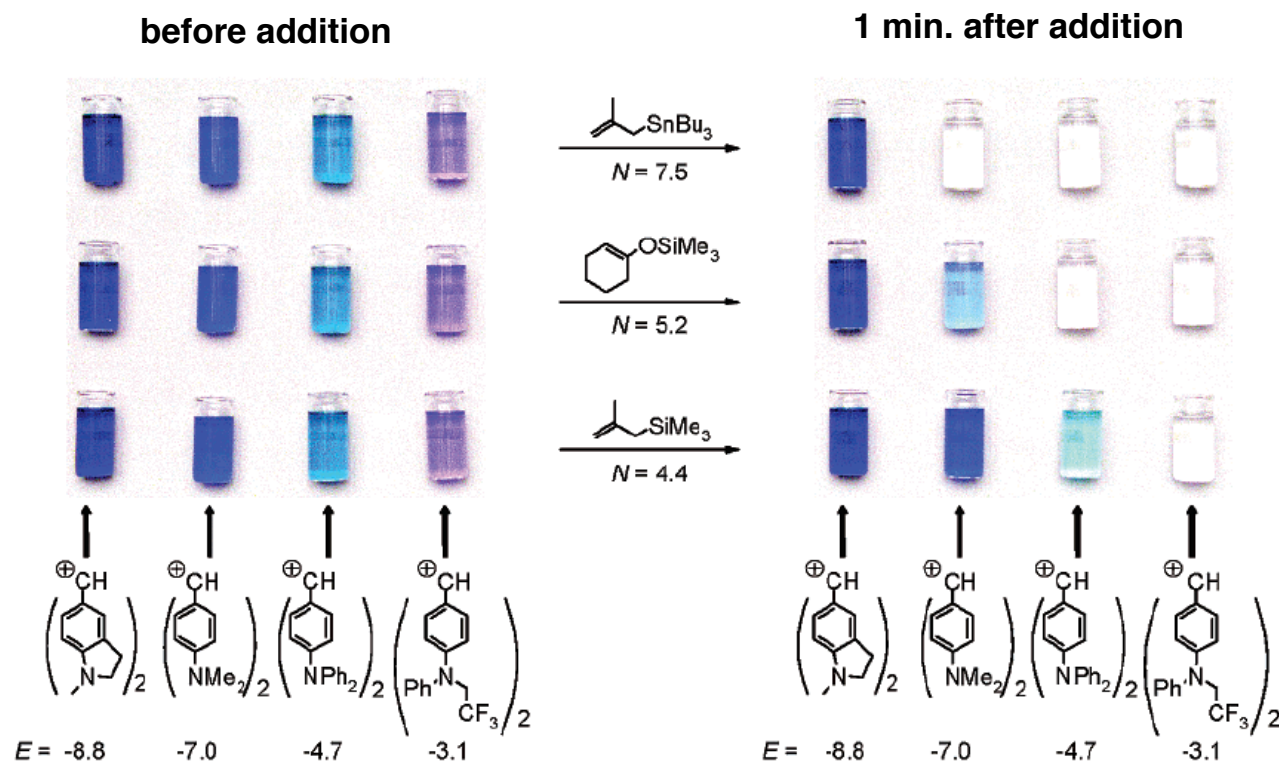 before addition
1 min. after addition
SnBu3
N = 7.5
OSiMe3
N = 5.2
SiMe3
N = 4.4
⊕CH ⊕CH ⊕CH ⊕CH ⊕CH ⊕CH ⊕CH ⊕CH
N 2 NMe2 2 NPh2 2 Ph N 2 N 2 NMe2 2 NPh2 2 Ph N 2
CF3 CF3
E = -8.8 -7.0 -4.7 -3.1 E = -8.8 -7.0 -4.7 -3.1